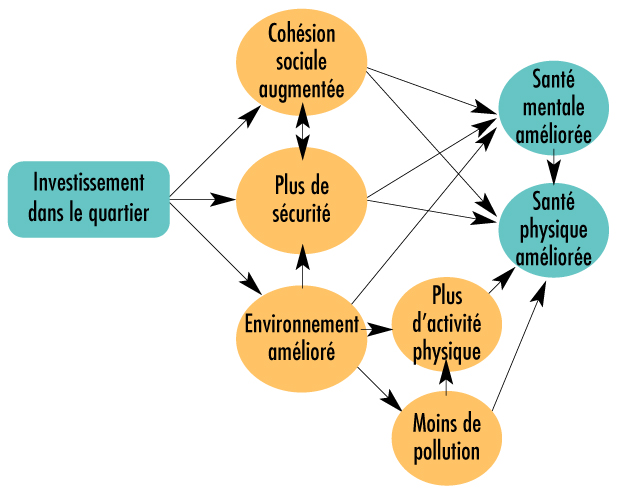 Cohésion
sociale
augmentée
Santé
mentale
améliorée
Investissement
dans le quartier
Plus de
sécurité
Santé
physique
améliorée
Environnement
amélioré
Plus
d’activité
physique
Moins de
pollution